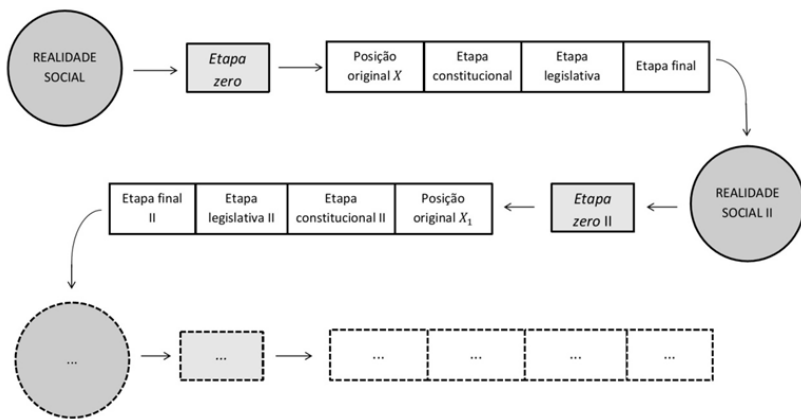 REALIDADE
SOCIAL
Etapa
zero
Posição
original X
Etapa
constitucional
Etapa
legislativa
Etapa final
REALIDADE
SOCIAL II
Etapa
zero II
Posição
original X₁
Etapa
constitucional II
Etapa
legislativa II
Etapa final
II
...
...
...
...
...
...